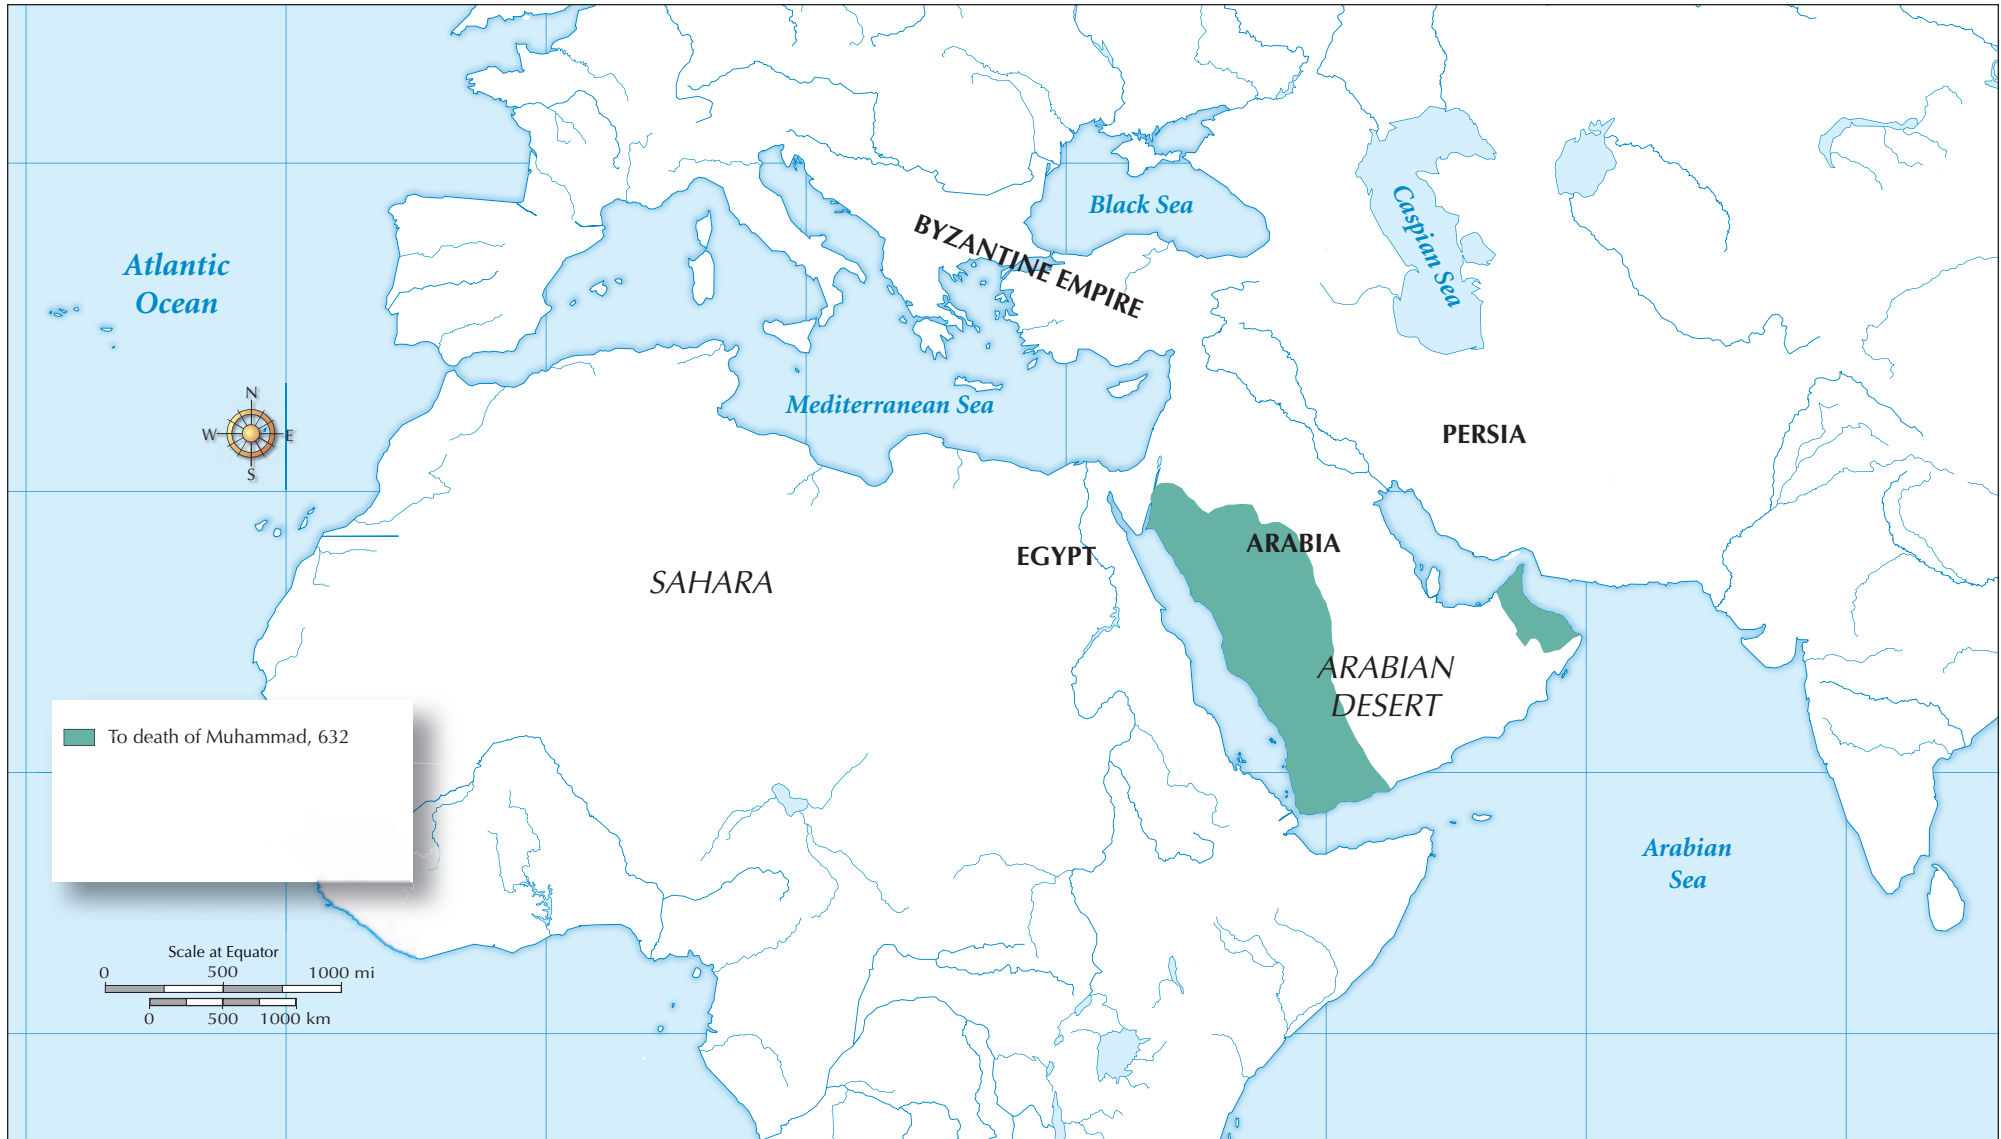 Black Sea
Caspian Sea
BYZANTINE EMPIRE
Atlantic
Ocean
N
W
E
S
Mediterranean Sea
PERSIA
ARABIA
EGYPT
SAHARA
ARABIAN
DESERT
To death of Muhammad, 632
Arabian
Sea
Scale at Equator
0 500 1000 mi
0 500 1000 km